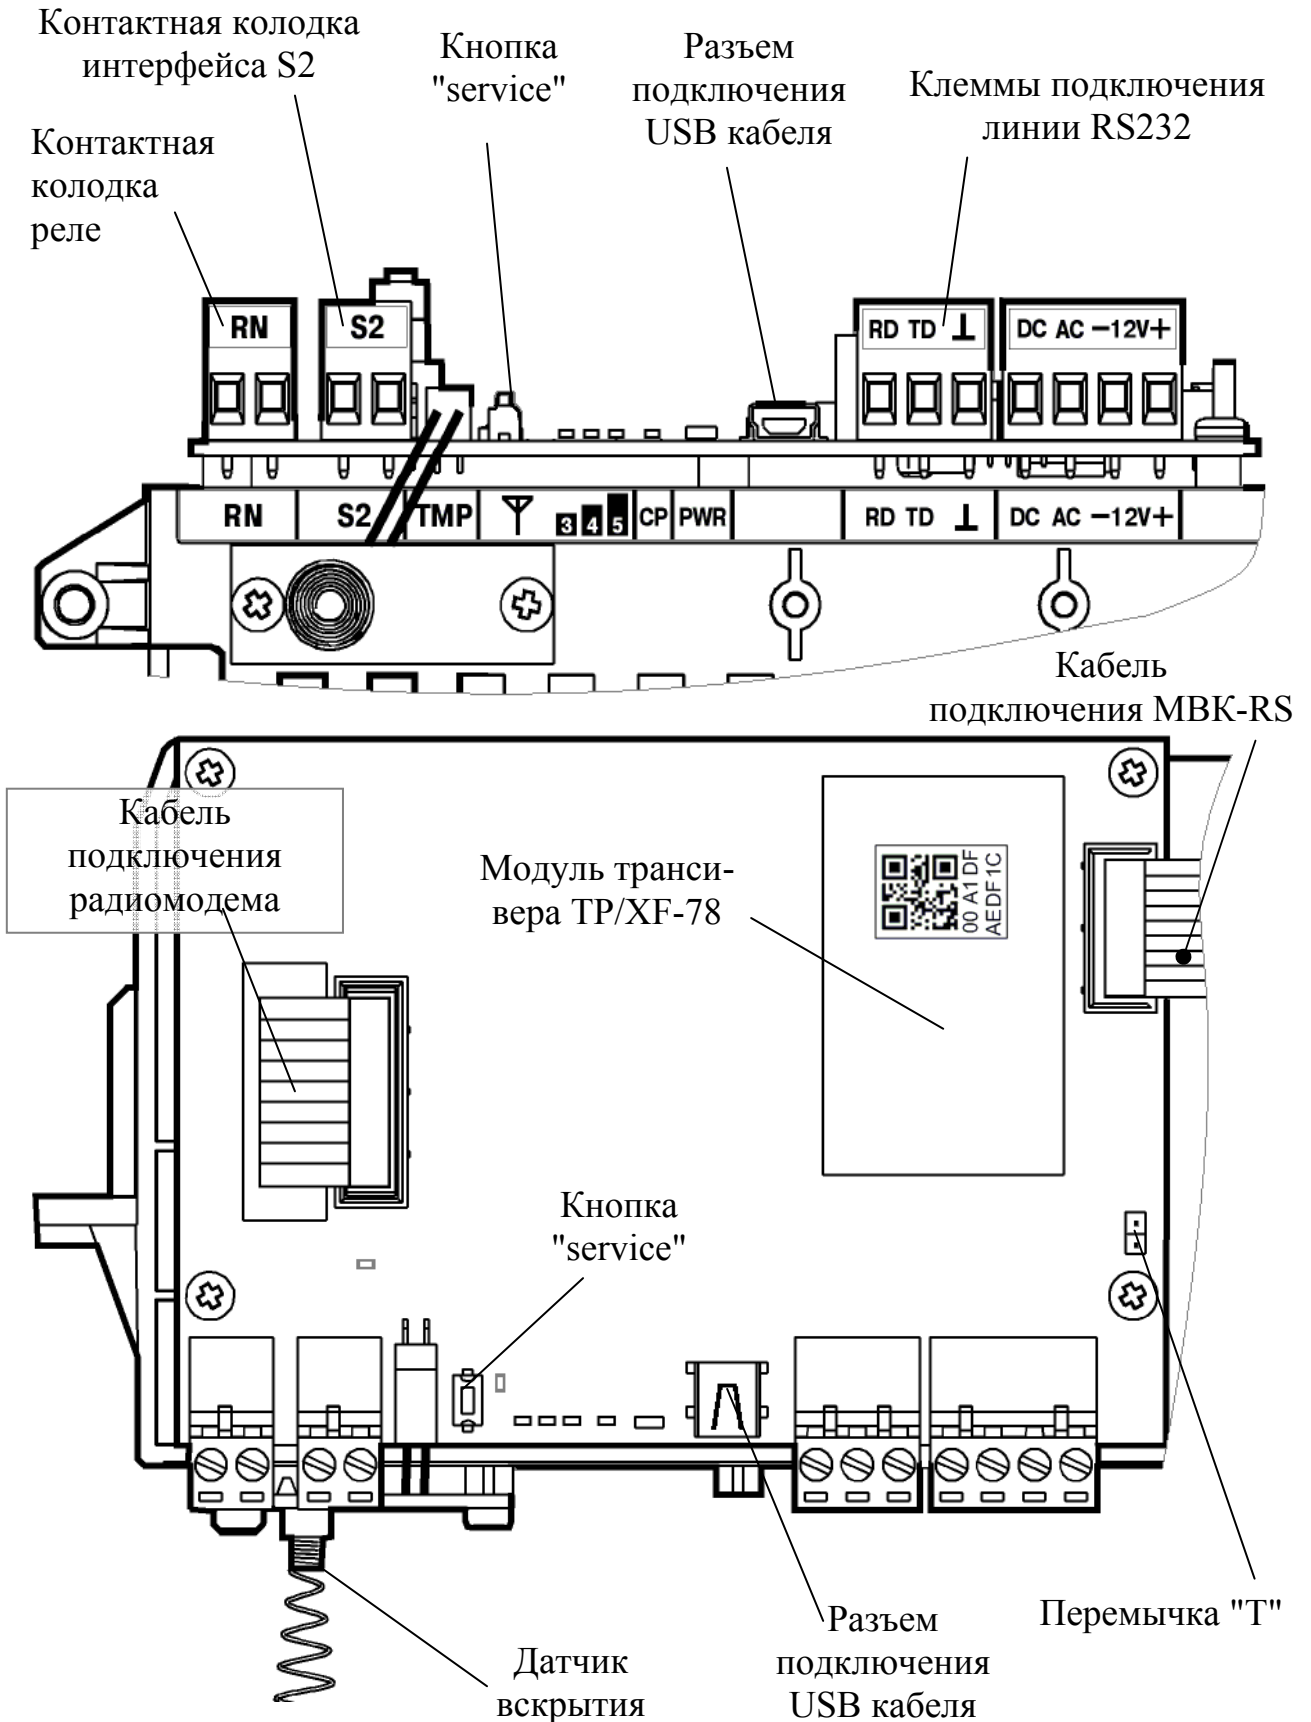 Контактная колодка
интерфейса S2
Кнопка
"service"
Разъем
подключения
USB кабеля
Клеммы подключения
линии RS232
Контактная
колодка
реле
RN
S2
RD TD ⊥
DC AC −12V+
RN
S2
TMP
3 4 5
CP
PWR
RD TD ⊥
DC AC −12V+
Кабель
подключения МВК-RS
Кабель
подключения
радиомодема
Модуль транси-
вера TP/XF-78
00 A1 DF
AEDF1C
Кнопка
"service"
Перемычка "Т"
Разъем
подключения
USB кабеля
Датчик
вскрытия